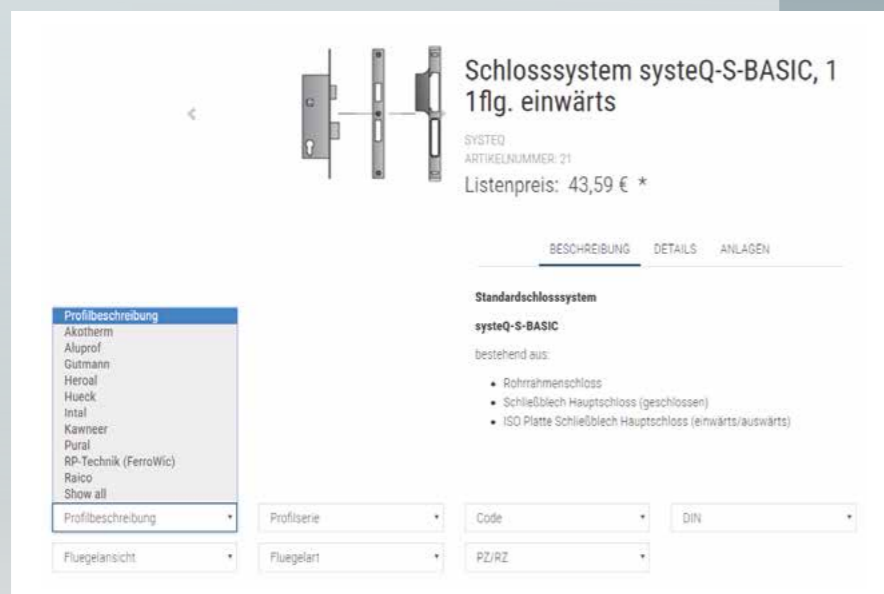 Schlosssystem systeQ-S-BASIC, 1
1flg. einwärts
SYSTEQ
ARTIKELNUMMER: 21
Listenpreis: 43,59 € *
BESCHREIBUNG DETAILS ANLAGEN
Standardschlosssystem
systeQ-S-BASIC
bestehend aus:
• Rohrrahmenschloss
• Schließblech Hauptschloss (geschlossen)
• ISO Platte Schließblech Hauptschloss (einwärts/auswärts)
Profilbeschreibung
Akotherm
Aluprof
Gutmann
Heroal
Hueck
Intal
Kawneer
Pural
RP-Technik (FerroWic)
Raico
Show all
Profilbeschreibung Profilserie Code DIN
Fluegelansicht Fluegelart PZ/RZ